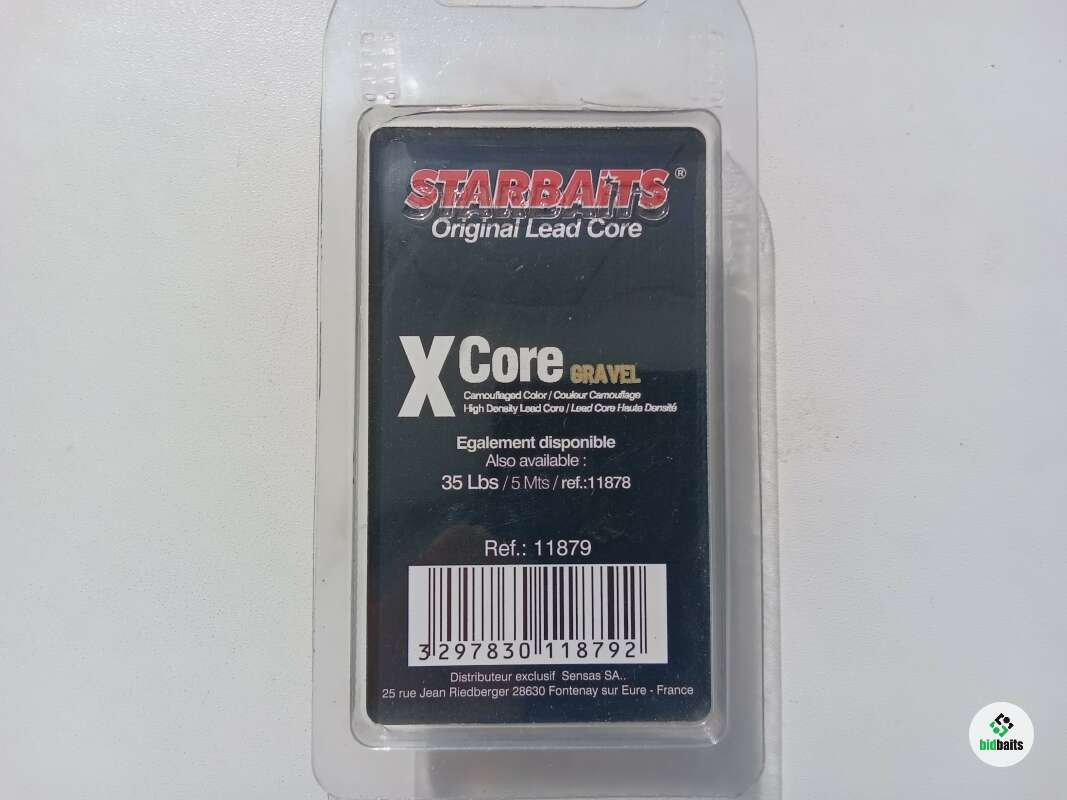 STARBAITS®
Original Lead Core
X Core GRAVEL
Camouflaged Color / Couleur Camouflage
High Density Lead Core / Lead Core Haute Densité
Egalement disponible
Also available :
35 Lbs / 5 Mts / ref.:11878
Ref.: 11879
3 297830 118792
Distributeur exclusif Sensas SA..
25 rue Jean Riedberger 28630 Fontenay sur Eure - France
bidbaits